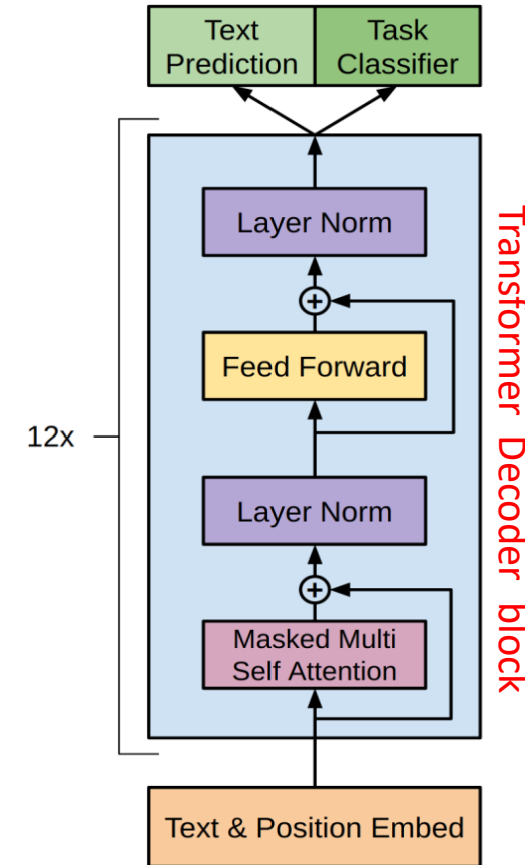 Text
Prediction
Task
Classifier
Layer Norm
+
Feed Forward
12x
Layer Norm
+
Masked Multi
Self Attention
Text & Position Embed
Transformer Decoder block